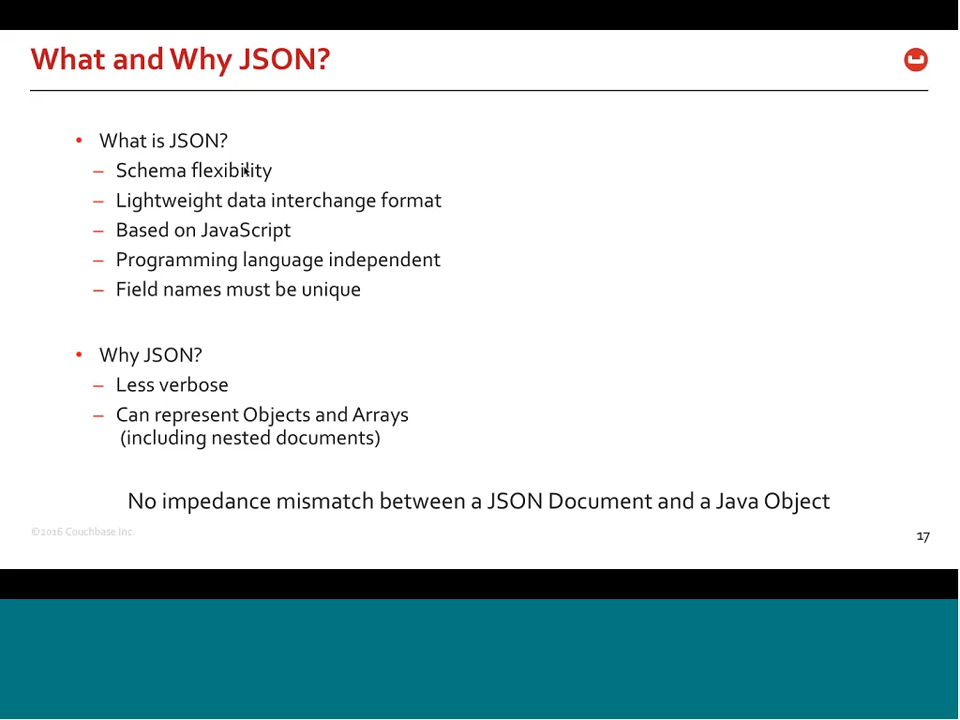 What and Why JSON?
• What is JSON?
– Schema flexibility
– Lightweight data interchange format
– Based on JavaScript
– Programming language independent
– Field names must be unique
• Why JSON?
– Less verbose
– Can represent Objects and Arrays
(including nested documents)
No impedance mismatch between a JSON Document and a Java Object
©2016 Couchbase Inc.
17